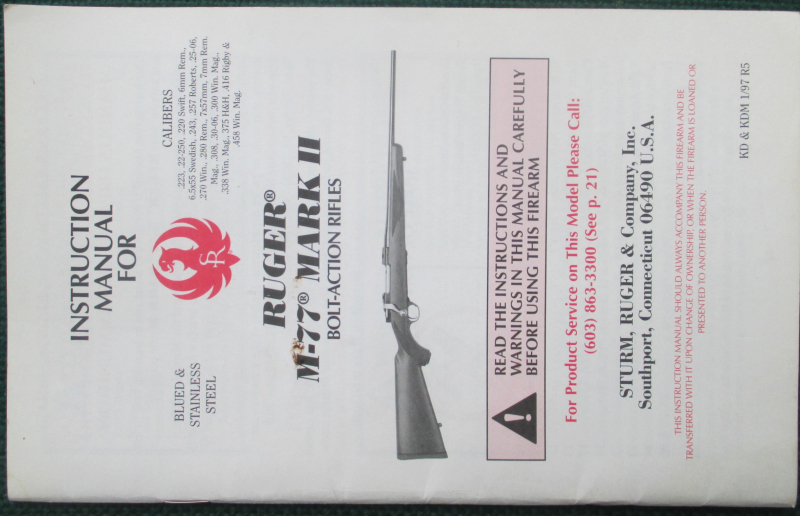 INSTRUCTION
MANUAL
FOR
BLUED &
STAINLESS
STEEL
SR
CALIBERS
.223, .22-250, .220 Swift, 6mm Rem.,
6.5x55 Swedish, .243, .257 Roberts, .25-06,
.270 Win., .280 Rem., 7x57mm, 7mm Rem.
Mag., .308, .30-06, .300 Win. Mag.,
.338 Win. Mag., .375 H&H, .416 Rigby &
.458 Win. Mag.
RUGER®
M-77® MARK II
BOLT-ACTION RIFLES
READ THE INSTRUCTIONS AND
WARNINGS IN THIS MANUAL CAREFULLY
BEFORE USING THIS FIREARM
For Product Service on This Model Please Call:
(603) 863-3300 (See p. 21)
STURM, RUGER & Company, Inc.
Southport, Connecticut 06490 U.S.A.
THIS INSTRUCTION MANUAL SHOULD ALWAYS ACCOMPANY THIS FIREARM AND BE
TRANSFERRED WITH IT UPON CHANGE OF OWNERSHIP, OR WHEN THE FIREARM IS LOANED OR
PRESENTED TO ANOTHER PERSON.
KD & KDM 1/97 R5